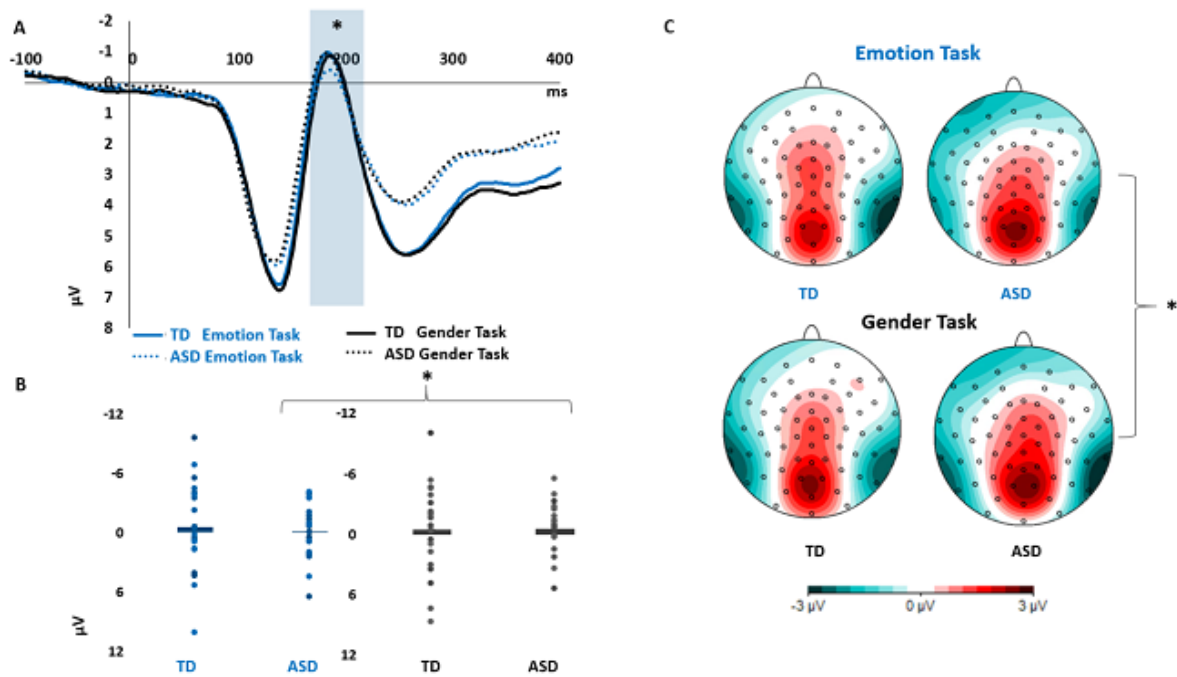 A
-2
*
-1
-100
0
100
200
300
400
0
ms
1
2
3
4
5
6
7
8
µV
TD Emotion Task
TD Gender Task
ASD Emotion Task
ASD Gender Task
B
*
-12
-12
-6
-6
0
0
6
6
12
12
µV
TD
ASD
TD
ASD
C
Emotion Task
TD
ASD
*
Gender Task
TD
ASD
-3 µV
0 µV
3 µV